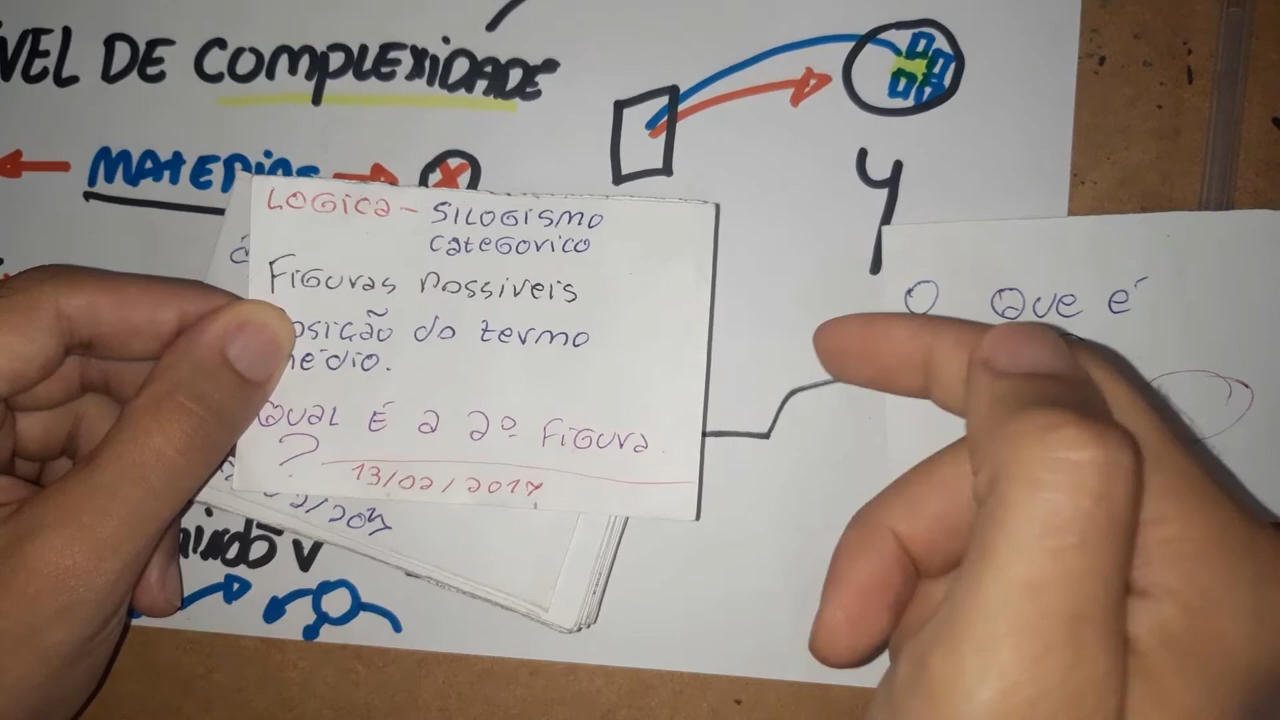 VEL DE COMPLEXIDADE
MATERIAS
LOGICA - SILOGISMO
CATEGORICO
FIGURAS POSSIVEIS
osição do termo
médio.
QUAL É A 2º FIGURA
?
13/02/2017
O QUE É